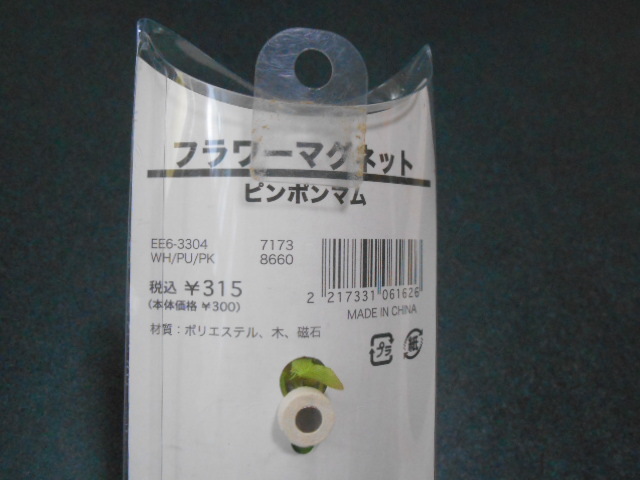 フラワーマグネット
ピンポンマム
EE6-3304 7173
WH/PU/PK 8660
税込 ¥315
(本体価格 ¥300)
2 217331 061626
MADE IN CHINA
材質：ポリエステル、木、磁石
プラ 紙